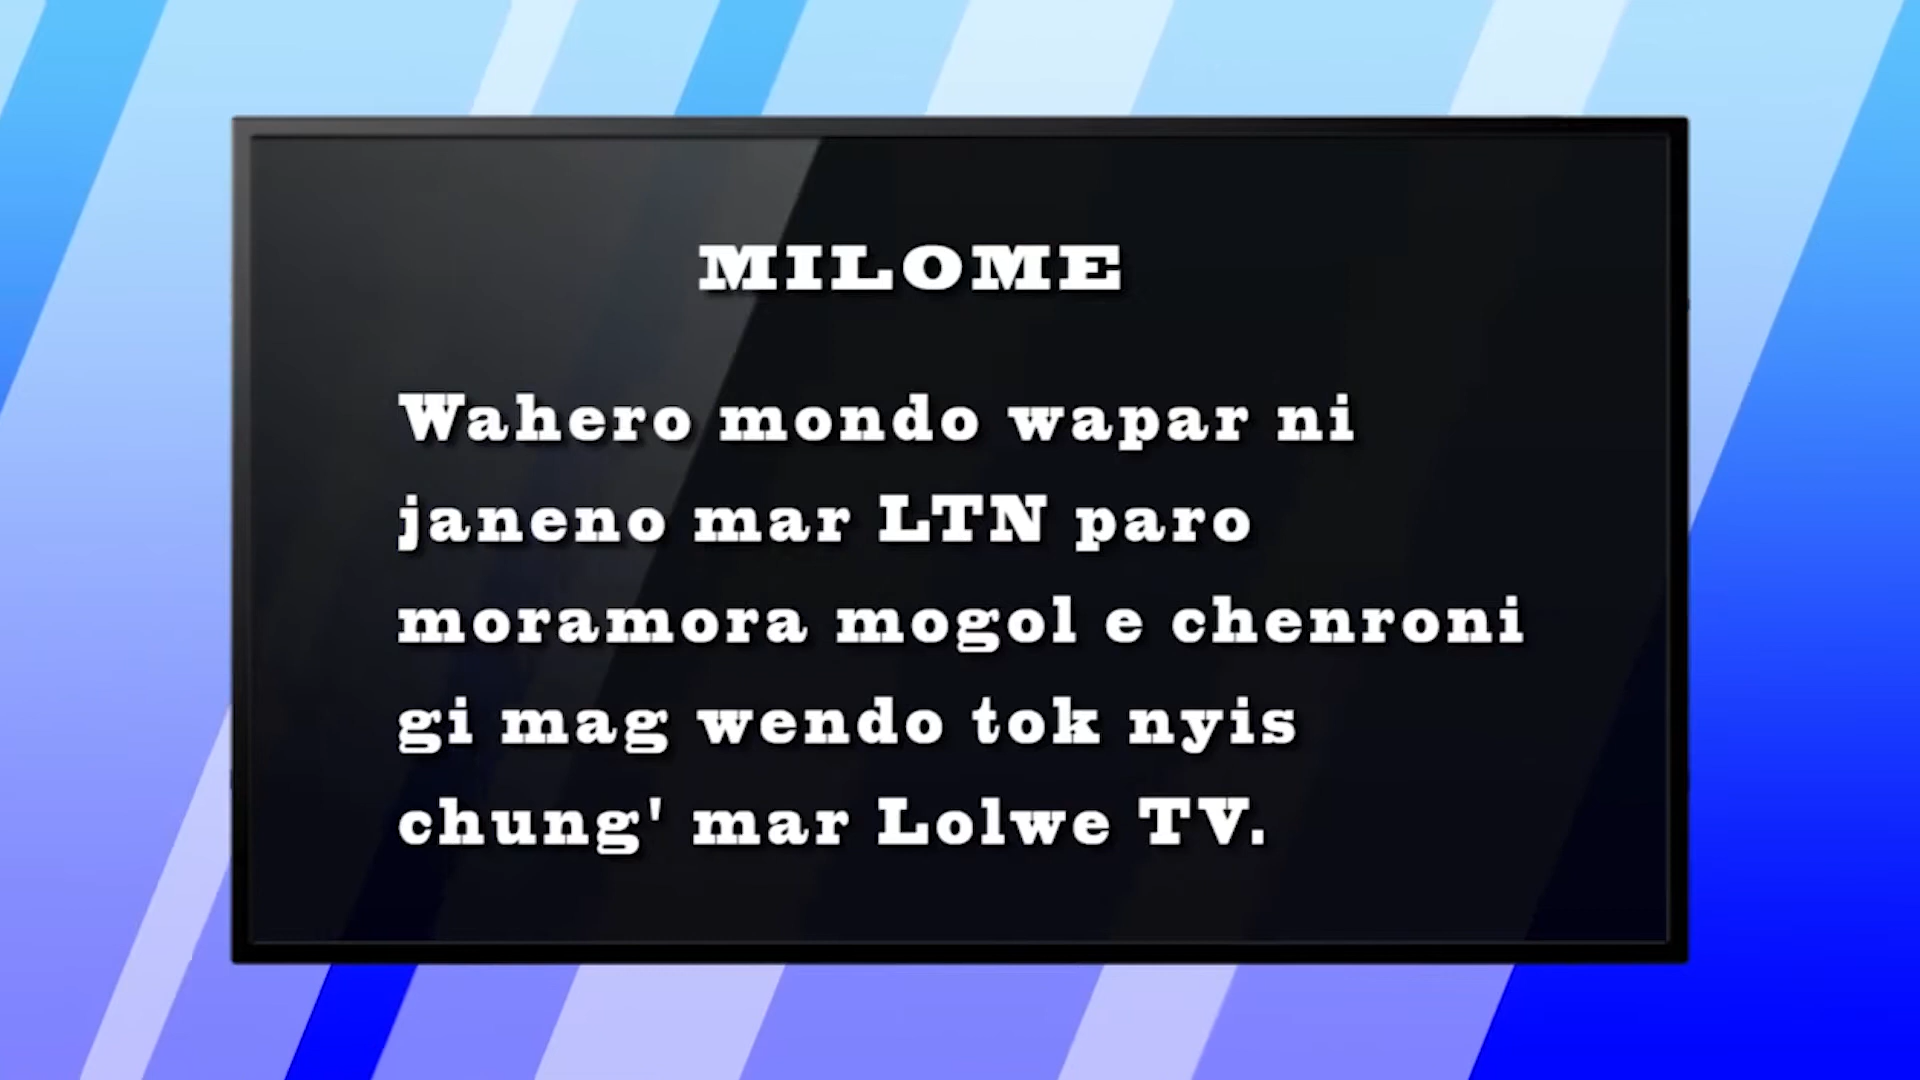 MILOME
Wahero mondo wapar ni
janeno mar LTN paro
moramora mogol e chenroni
gi mag wendo tok nyis
chung' mar Lolwe TV.